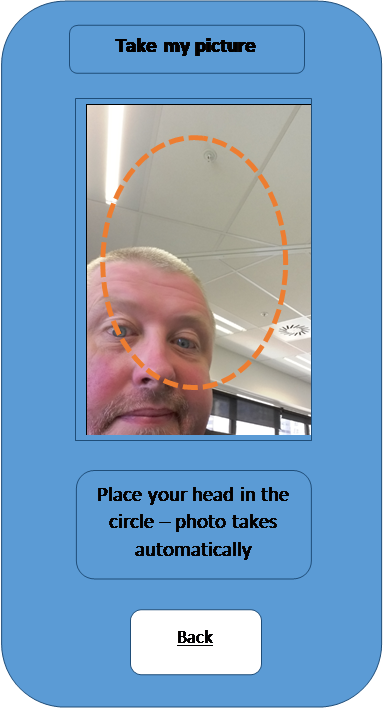 Take my picture
Place your head in the
circle – photo takes
automatically
Back